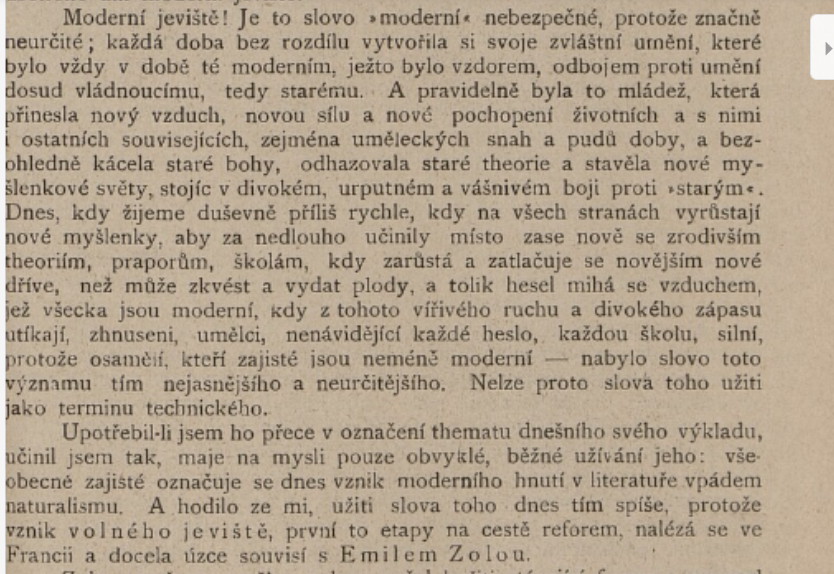 Moderní jeviště! Je to slovo »moderní« nebezpečné, protože značně
neurčité; každá doba bez rozdílu vytvořila si svoje zvláštní umění, které
bylo vždy v době té moderním, ježto bylo vzdorem, odbojem proti umění
dosud vládnoucímu, tedy starému. A pravidelně byla to mládež, která
přinesla nový vzduch, novou sílu a nové pochopení životních a s nimi
i ostatních souvisejících, zejména uměleckých snah a pudů doby, a bez-
ohledně kácela staré bohy, odhazovala staré theorie a stavěla nové my-
šlenkové světy, stojíc v divokém, urputném a vášnivém boji proti »starým«.
Dnes, kdy žijeme duševně příliš rychle, kdy na všech stranách vyrůstají
nové myšlenky, aby za nedlouho učinily místo zase nově se zrodivším
theoriím, praporům, školám, kdy zarůstá a zatlačuje se novějším nové
dříve, než může zkvést a vydat plody, a tolik hesel mihá se vzduchem,
jež všecka jsou moderní, kdy z tohoto vířivého ruchu a divokého zápasu
utíkají, zhnuseni, umělci, nenávidějící každé heslo, každou školu, silní,
protože osamělí, kteří zajisté jsou neméně moderní — nabylo slovo toto
významu tím nejasnějšího a neurčitějšího. Nelze proto slova toho užiti
jako terminu technického.
Upotřebil-li jsem ho přece v označení thematu dnešního svého výkladu,
učinil jsem tak, maje na mysli pouze obvyklé, běžné užívání jeho: vše-
obecné zajisté označuje se dnes vznik moderního hnutí v literatuře vpádem
naturalismu. A hodilo ze mi, užiti slova toho dnes tím spíše, protože
vznik volného jeviště, první to etapy na cestě reforem, nalézá se ve
Francii a docela úzce souvisí s Emilem Zolou.